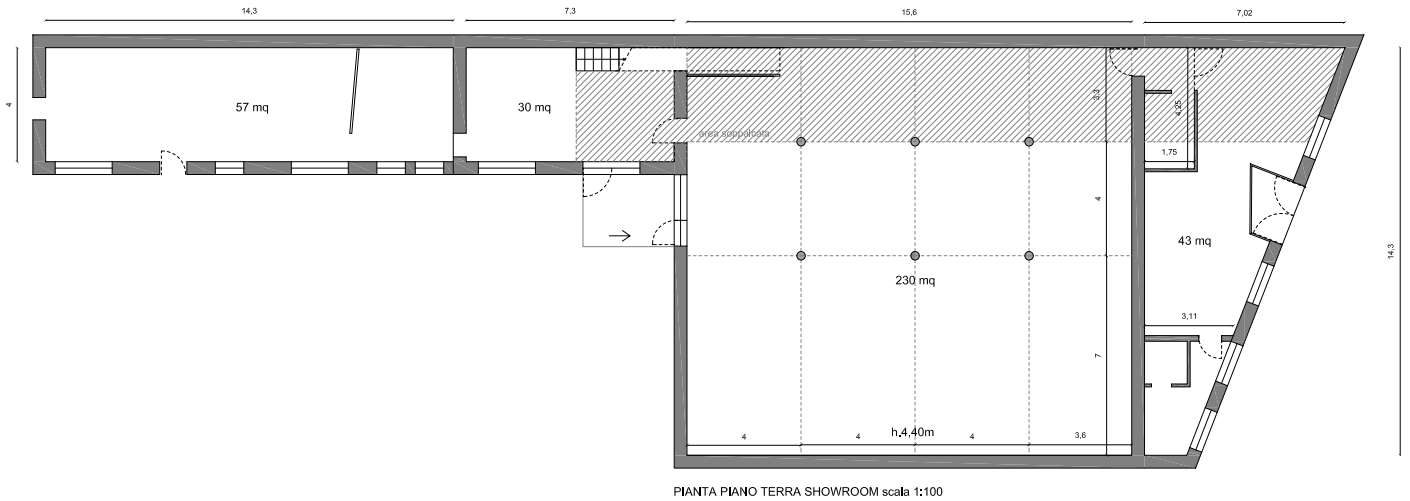 14,3
7,3
15,6
7,02
4
57 mq
30 mq
area soppalcata
3,3
4,25
1,75
4
43 mq
14,3
230 mq
3,11
7
h.4,40m
4
4
4
3,6
PIANTA PIANO TERRA SHOWROOM scala 1:100